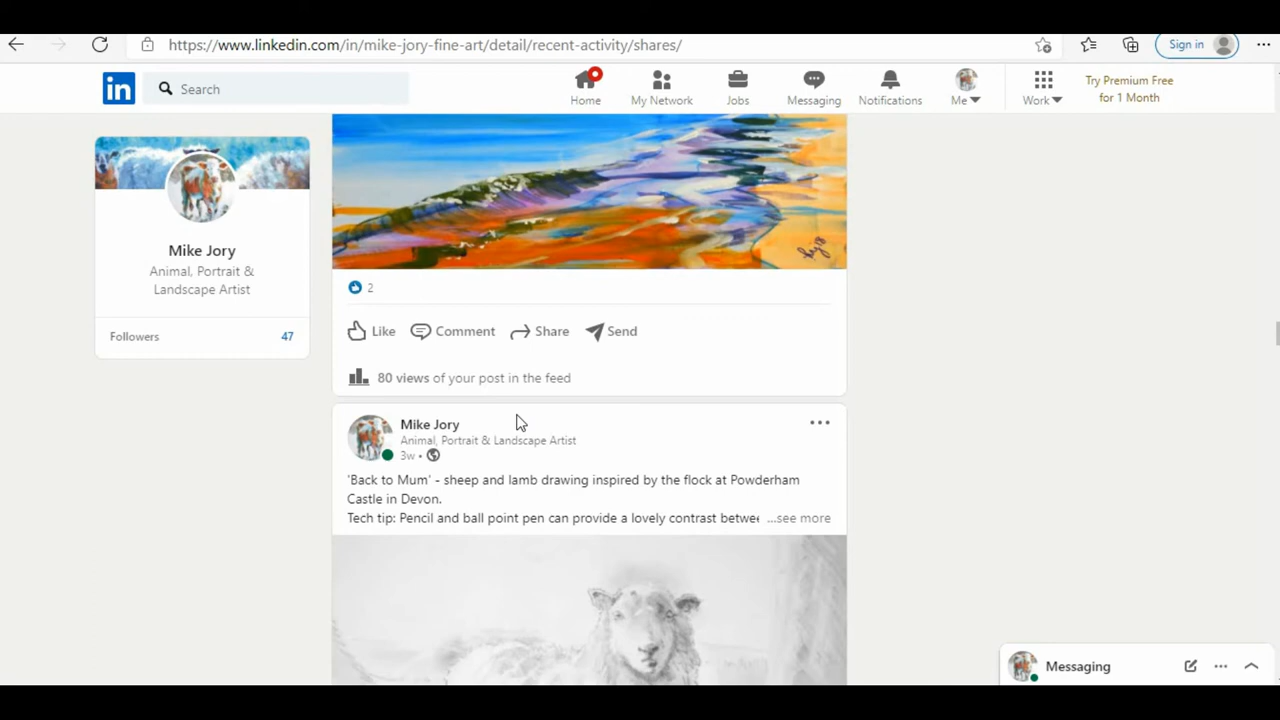 https://www.linkedin.com/in/mike-jory-fine-art/detail/recent-activity/shares/
Sign in
in
Search
Home
My Network
Jobs
Messaging
Notifications
Me
Work
Try Premium Free
for 1 Month
Mike Jory
Animal, Portrait &
Landscape Artist
Followers 47
2
Like Comment Share Send
80 views of your post in the feed
Mike Jory
Animal, Portrait & Landscape Artist
3w •
'Back to Mum' - sheep and lamb drawing inspired by the flock at Powderham
Castle in Devon.
Tech tip: Pencil and ball point pen can provide a lovely contrast betwee ...see more
Messaging